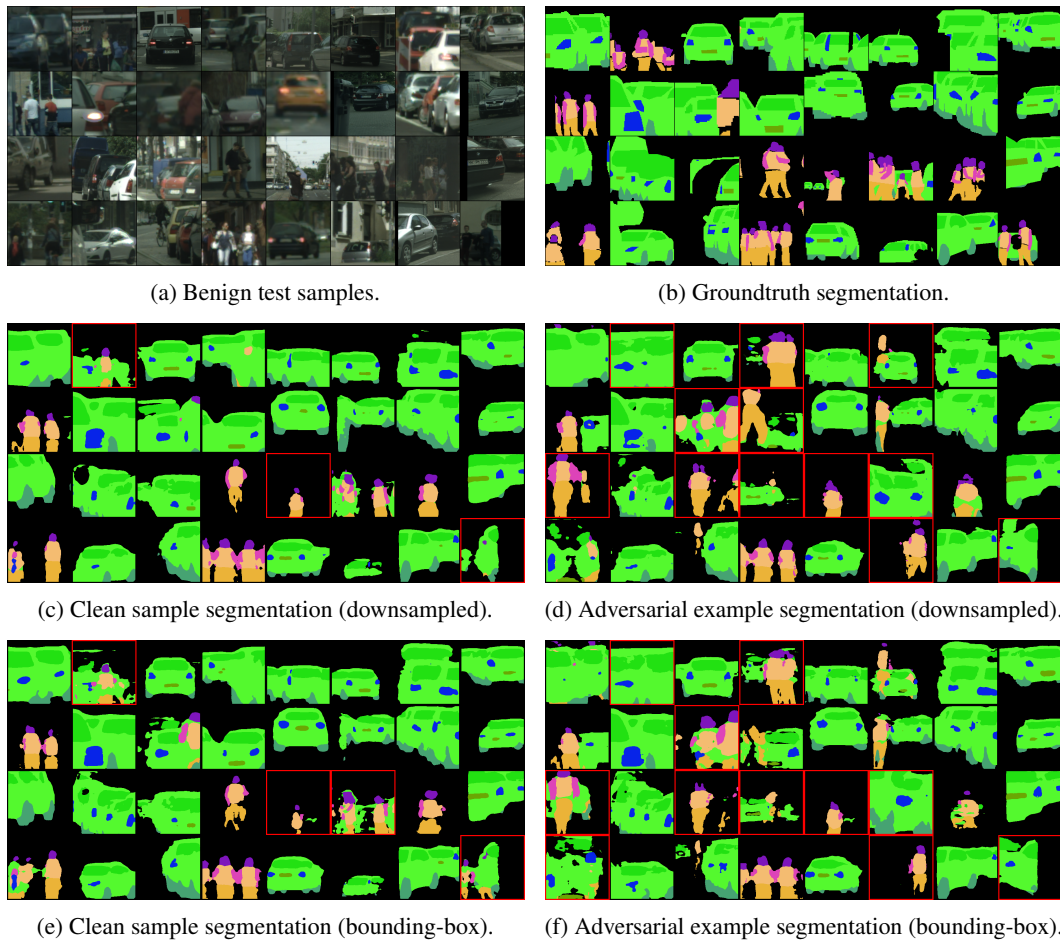 (a) Benign test samples.
(b) Groundtruth segmentation.
(c) Clean sample segmentation (downsampled).
(d) Adversarial example segmentation (downsampled).
(e) Clean sample segmentation (bounding-box).
(f) Adversarial example segmentation (bounding-box).